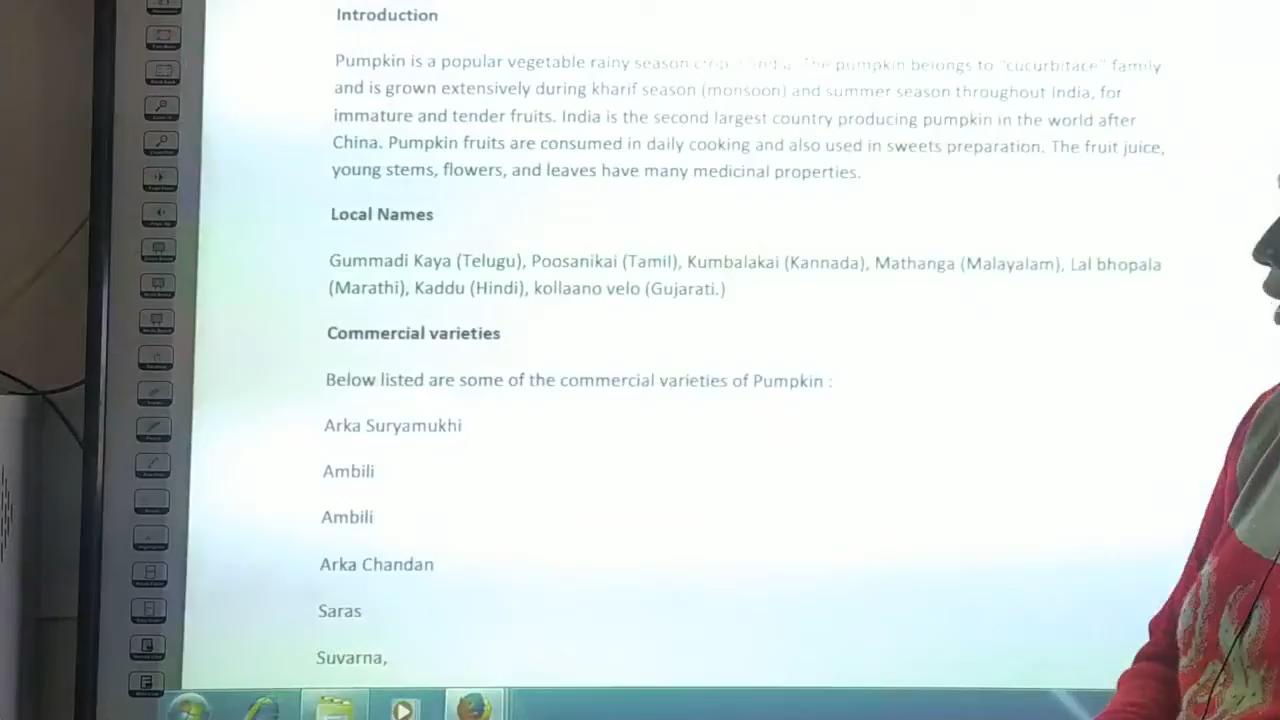 Introduction
Pumpkin is a popular vegetable rainy season crop The pumpkin belongs to "cucurbitace" family
and is grown extensively during kharif season (monsoon) and summer season throughout India, for
immature and tender fruits. India is the second largest country producing pumpkin in the world after
China. Pumpkin fruits are consumed in daily cooking and also used in sweets preparation. The fruit juice,
young stems, flowers, and leaves have many medicinal properties.
Local Names
Gummadi Kaya (Telugu), Poosanikai (Tamil), Kumbalakai (Kannada), Mathanga (Malayalam), Lal bhopala
(Marathi), Kaddu (Hindi), kollaano velo (Gujarati.)
Commercial varieties
Below listed are some of the commercial varieties of Pumpkin :
Arka Suryamukhi
Ambili
Ambili
Arka Chandan
Saras
Suvarna,